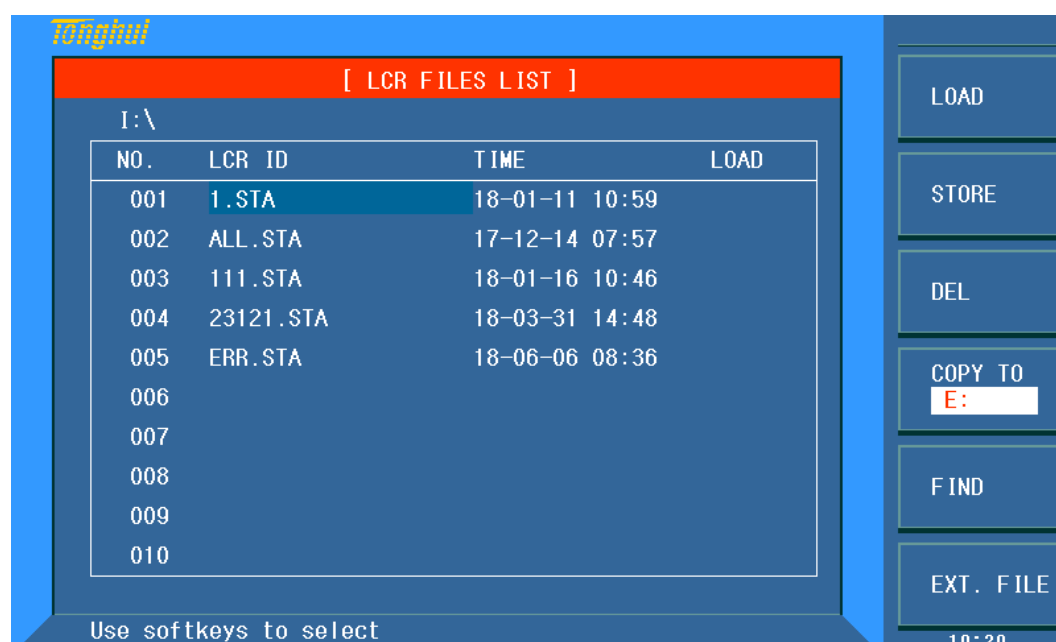 Tonghui
[ LCR FILES LIST ]
I:\
NO. LCR ID TIME LOAD
001 1.STA 18-01-11 10:59
002 ALL.STA 17-12-14 07:57
003 111.STA 18-01-16 10:46
004 23121.STA 18-03-31 14:48
005 ERR.STA 18-06-06 08:36
006
007
008
009
010
Use softkeys to select
LOAD
STORE
DEL
COPY TO
E:
FIND
EXT. FILE